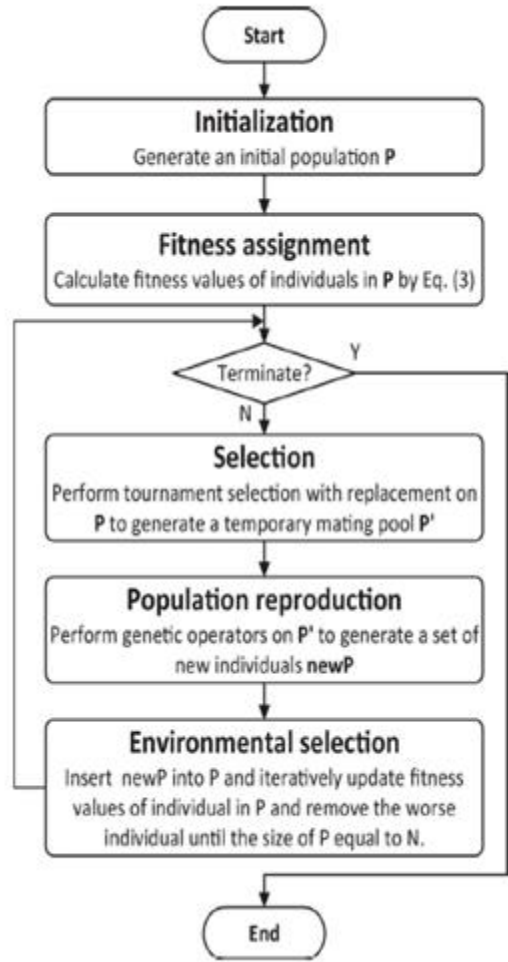 Start
Initialization
Generate an initial population P
Fitness assignment
Calculate fitness values of individuals in P by Eq. (3)
Y
Terminate?
N
Selection
Perform tournament selection with replacement on
P to generate a temporary mating pool P'
Population reproduction
Perform genetic operators on P' to generate a set of
new individuals newP
Environmental selection
Insert newP into P and iteratively update fitness
values of individual in P and remove the worse
individual until the size of P equal to N.
End